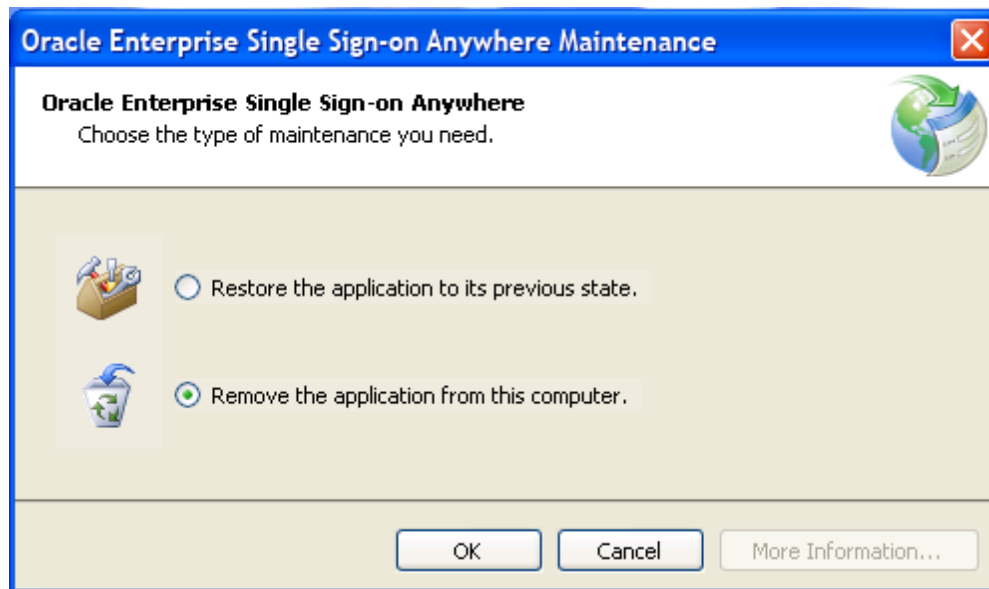 Oracle Enterprise Single Sign-on Anywhere Maintenance
Oracle Enterprise Single Sign-on Anywhere
Choose the type of maintenance you need.
Restore the application to its previous state.
Remove the application from this computer.
OK Cancel More Information...